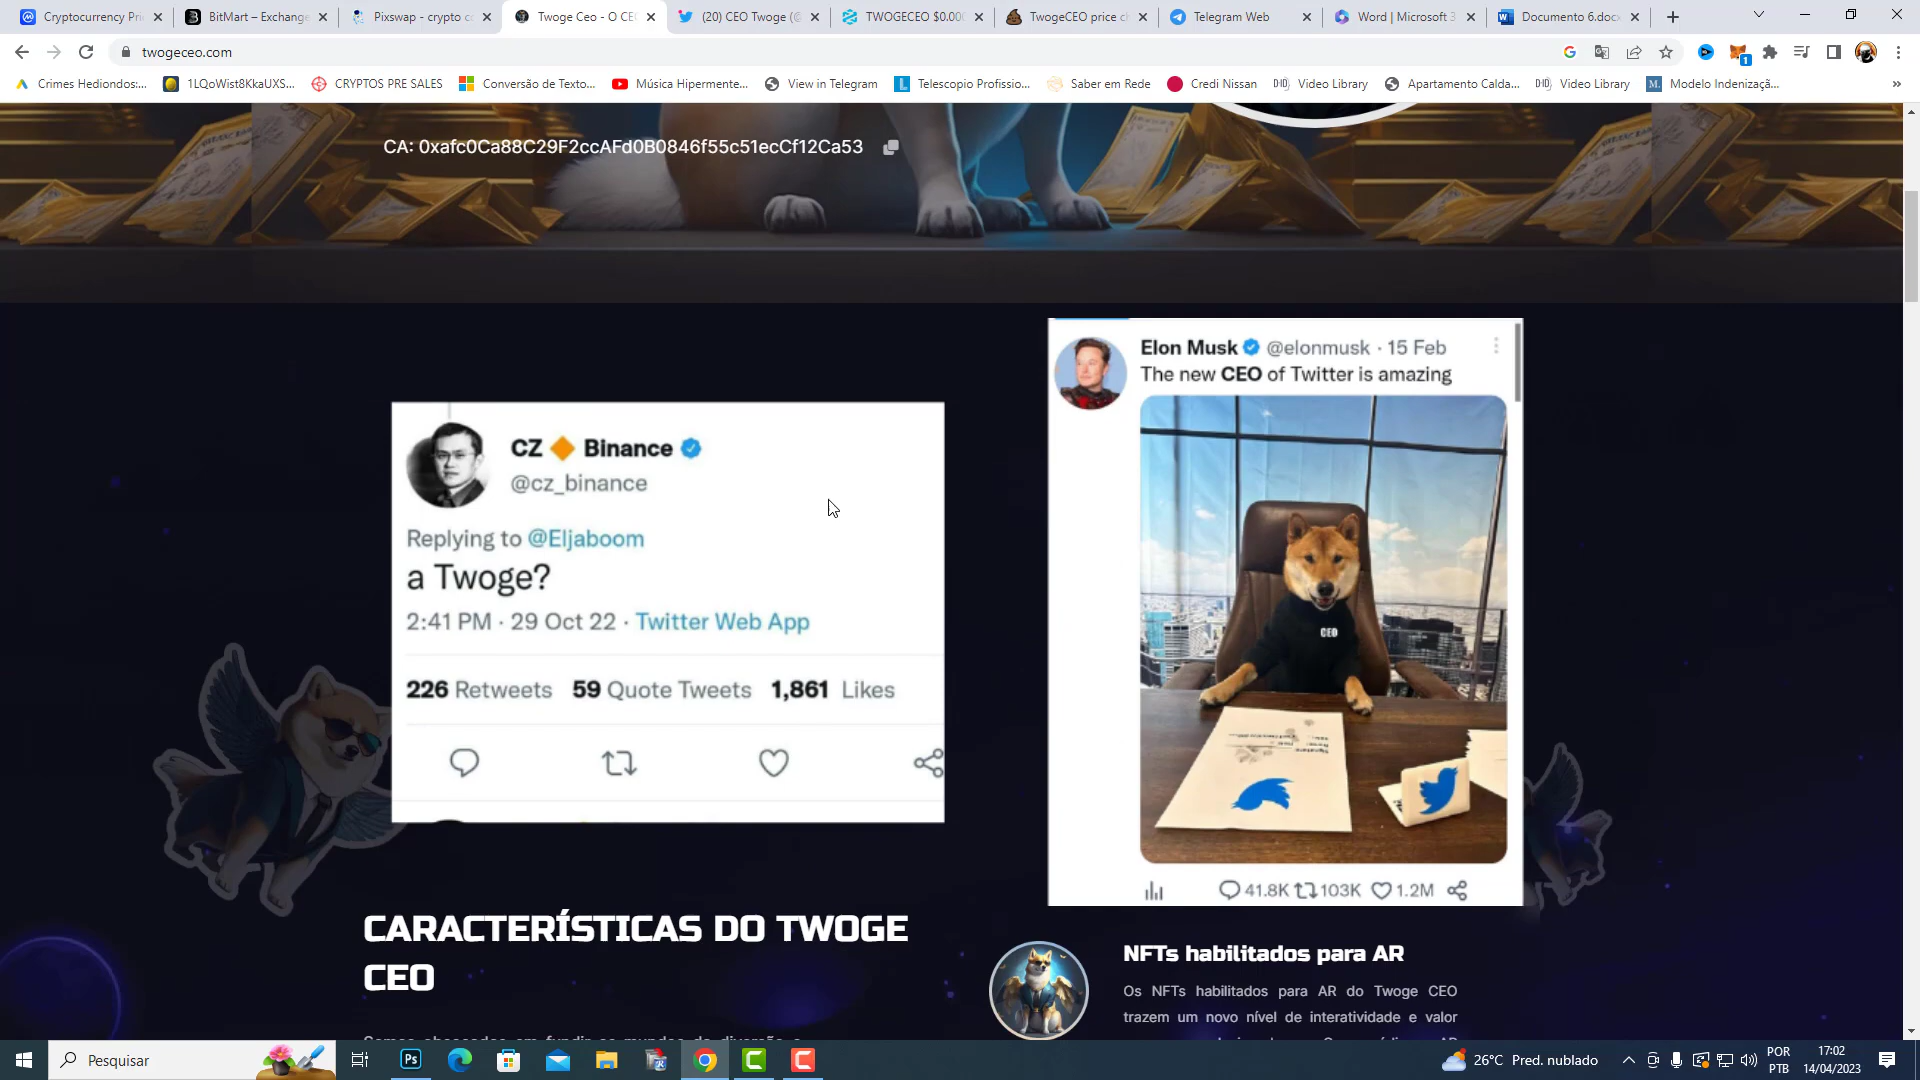 Cryptocurrency Pri
BitMart – Exchange
Pixswap - crypto co
Twoge Ceo - O CE
(20) CEO Twoge (@
TWOGECEO $0.000
TwogeCEO price ch
Telegram Web
Word | Microsoft 3
Documento 6.docx
twogeceo.com
1
Crimes Hediondos:...
1LQoWist8KkaUXS...
CRYPTOS PRE SALES
Conversão de Texto...
Música Hipermente...
View in Telegram
Telescopio Profissio...
Saber em Rede
Credi Nissan
Video Library
Apartamento Calda...
Video Library
Modelo Indenizaçã...
CA: 0xafc0Ca88C29F2ccAFd0B0846f55c51ecCf12Ca53
CZ 🔶 Binance
@cz_binance
Replying to @Eljaboom
a Twoge?
2:41 PM · 29 Oct 22 · Twitter Web App
226 Retweets 59 Quote Tweets 1,861 Likes
Elon Musk @elonmusk · 15 Feb
The new CEO of Twitter is amazing
CEO
41.8K 103K 1.2M
CARACTERÍSTICAS DO TWOGE
CEO
NFTs habilitados para AR
Os NFTs habilitados para AR do Twoge CEO
trazem um novo nível de interatividade e valor
Pesquisar
Ps
26°C Pred. nublado
POR
PTB
17:02
14/04/2023